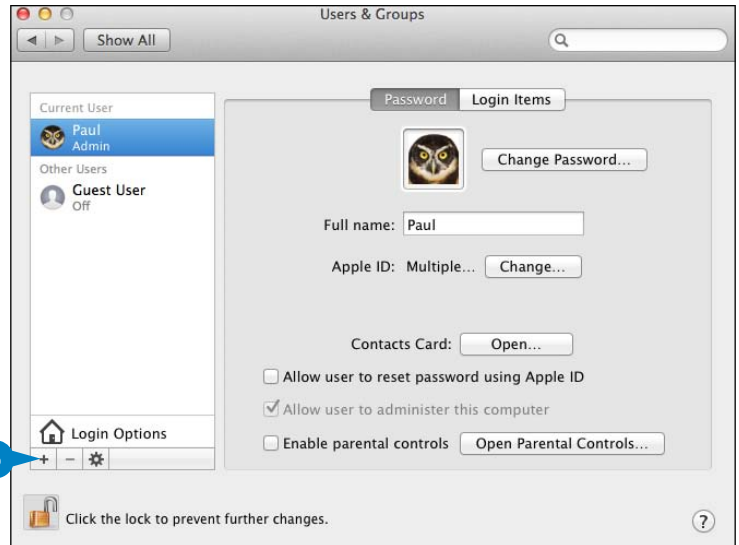 Users & Groups
Show All
Password Login Items
Current User
Paul
Admin
Other Users
Guest User
Off
Change Password...
Full name: Paul
Apple ID: Multiple... Change...
Contacts Card: Open...
Allow user to reset password using Apple ID
Allow user to administer this computer
Enable parental controls Open Parental Controls...
Login Options
+ −
Click the lock to prevent further changes.
?